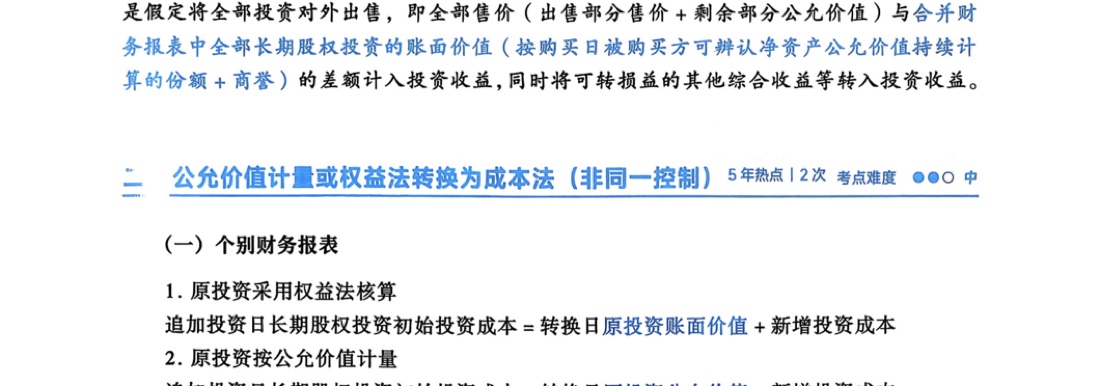 是假定将全部投资对外出售，即全部售价（出售部分售价+剩余部分公允价值）与合并财
务报表中全部长期股权投资的账面价值（按购买日被购买方可辨认净资产公允价值持续计
算的份额+商誉）的差额计入投资收益，同时将可转损益的其他综合收益等转入投资收益。
二 公允价值计量或权益法转换为成本法（非同一控制） 5年热点 | 2次 考点难度 中
（一）个别财务报表
1. 原投资采用权益法核算
追加投资日长期股权投资初始投资成本=转换日原投资账面价值+新增投资成本
2. 原投资按公允价值计量